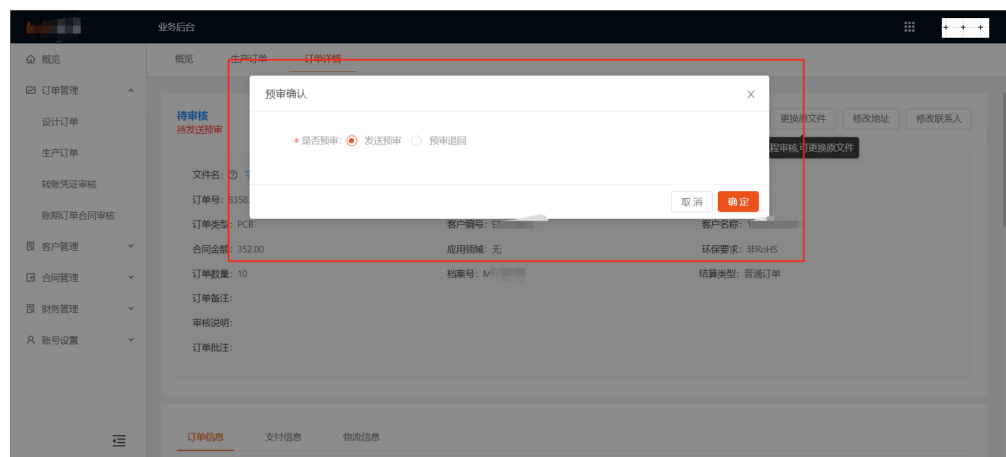 业务后台
概览
概览 生产订单 订单详情
订单管理
设计订单
生产订单
转账凭证审核
账期订单合同审核
客户管理
合同管理
财务管理
账号设置
预审确认
待审核
待发送预审
更换原文件 修改地址 修改联系人
程审核,可更换原文件
* 是否预审: 发送预审 预审退回
取消 确定
文件名:
订单号: 8358
订单类型: PCB 客户编号: E 客户名称:
合同金额: 352.00 应用领域: 无 环保要求: 非RoHS
订单数量: 10 档案号: M 结算类型: 普通订单
订单备注:
审核说明:
订单批注:
订单信息 支付信息 物流信息